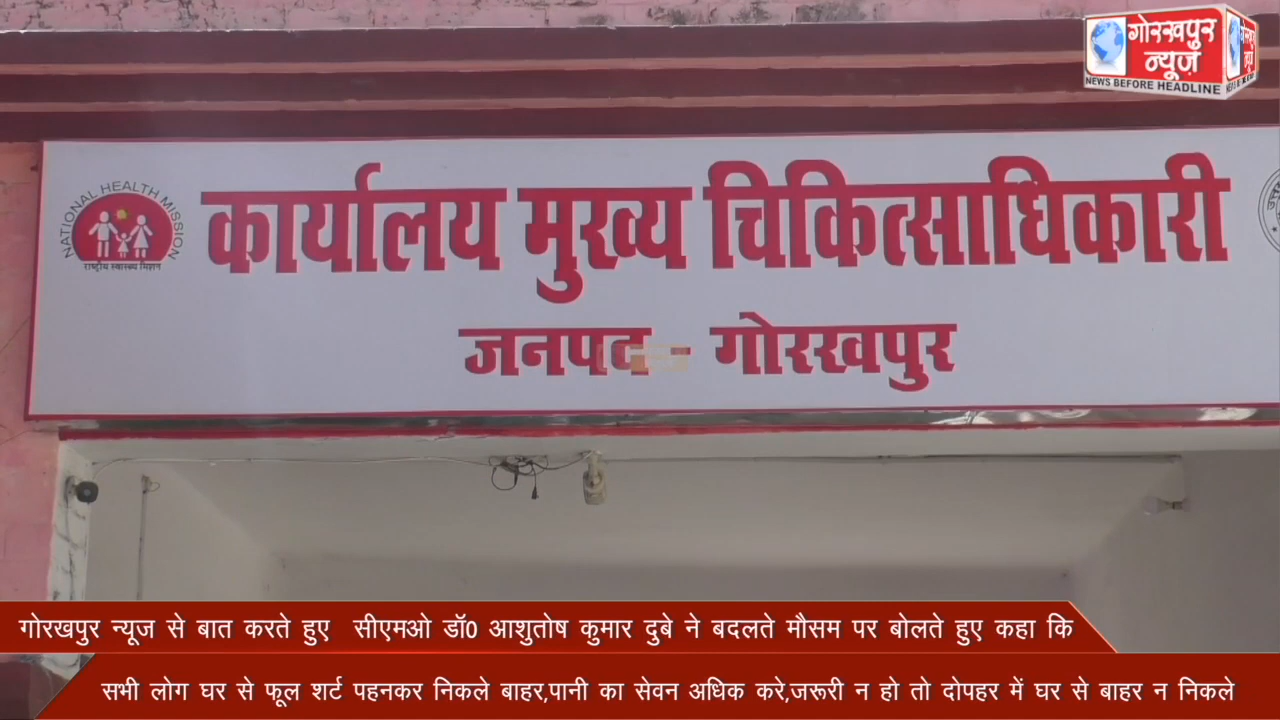 गोरखपुर
न्यूज़
NEWS BEFORE HEADLINE
NATIONAL HEALTH MISSION
राष्ट्रीय स्वास्थ्य मिशन
कार्यालय मुख्य चिकित्साधिकारी
जनपद - गोरखपुर
गोरखपुर न्यूज से बात करते हुए सीएमओ डॉ0 आशुतोष कुमार दुबे ने बदलते मौसम पर बोलते हुए कहा कि
सभी लोग घर से फूल शर्ट पहनकर निकले बाहर,पानी का सेवन अधिक करे,जरूरी न हो तो दोपहर में घर से बाहर न निकले